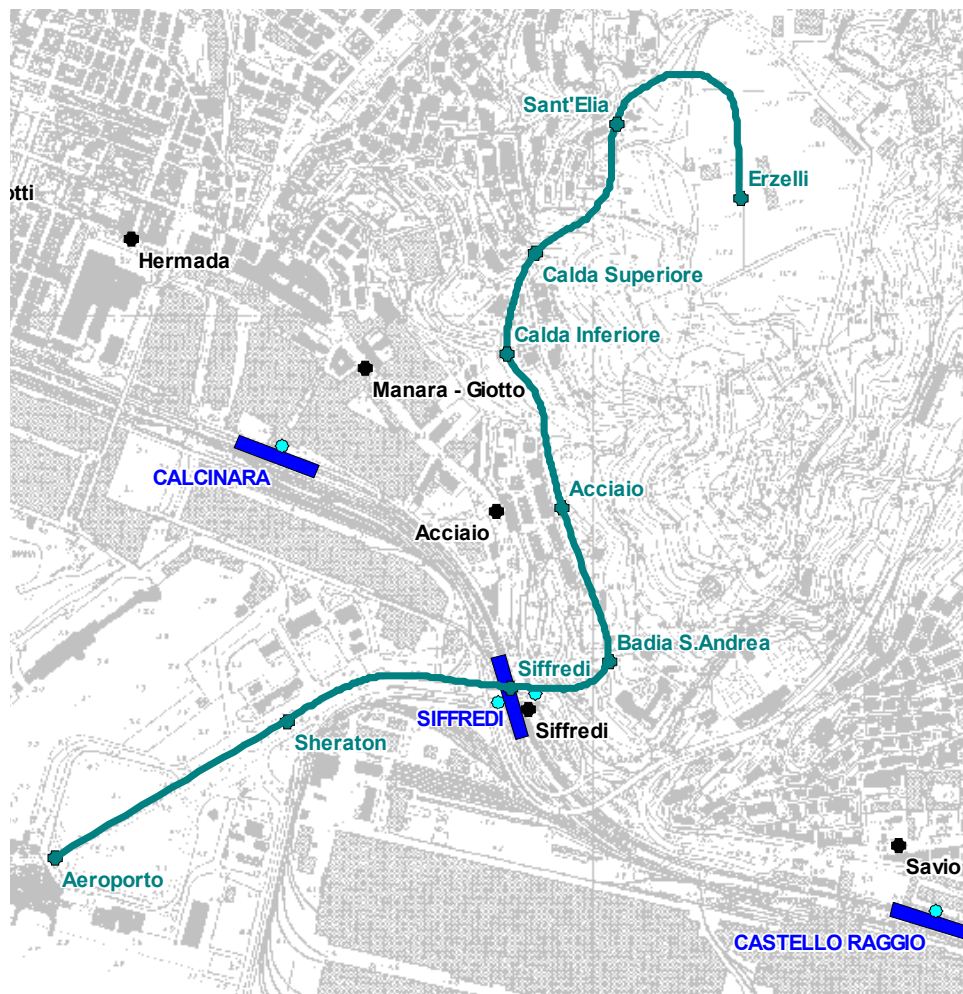 Sant'Elia
Erzelli
otti
Hermada
Calda Superiore
Calda Inferiore
Manara - Giotto
CALCINARA
Acciaio
Acciaio
Badia S.Andrea
Siffredi
SIFFREDI
Siffredi
Sheraton
Aeroporto
Savio
CASTELLO RAGGIO